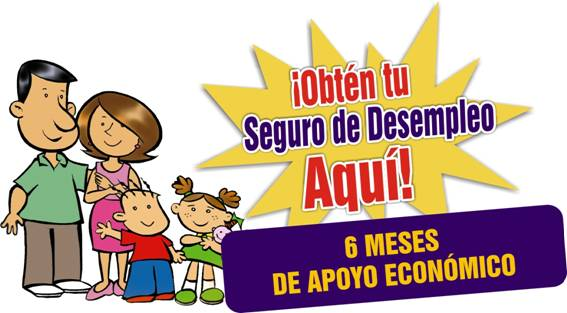 ¡Obtén tu
Seguro de Desempleo
Aquí!
6 MESES
DE APOYO ECONÓMICO